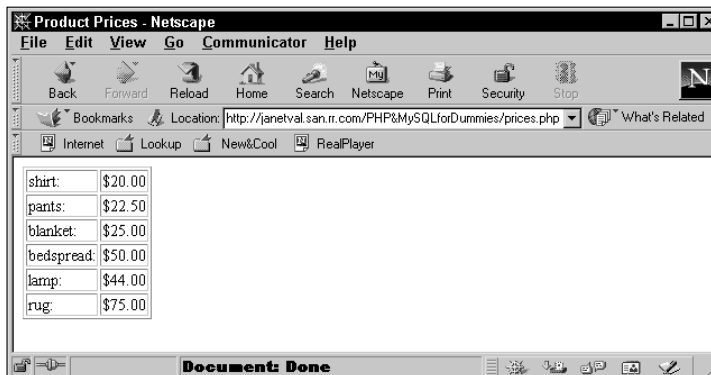 Product Prices - Netscape
File Edit View Go Communicator Help
Back Forward Reload Home Search Netscape Print Security Stop
My
N
Bookmarks Location: http://janetval.san.rr.com/PHP&MySQLforDummies/prices.php What's Related
Internet Lookup New&Cool RealPlayer
shirt: $20.00
pants: $22.50
blanket: $25.00
bedspread: $50.00
lamp: $44.00
rug: $75.00
Document: Done